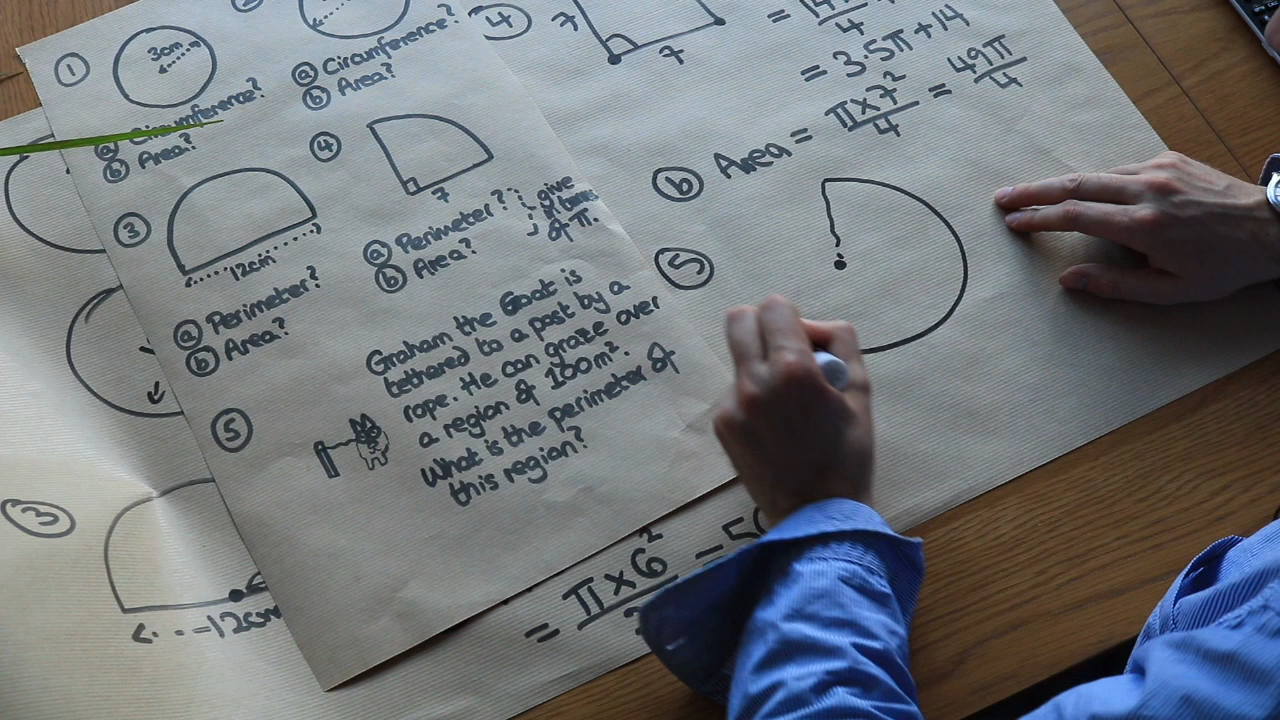 1
3cm
a Circumference?
b Area?
a Circumference?
b Area?
3
12cm
a Perimeter?
b Area?
4
7
a Perimeter?
b Area?
give
in terms
of π.
5
Graham the Goat is
tethered to a post by a
rope. He can graze over
a region of 100m².
What is the perimeter of
this region?
4
7
7
= 3.5π + 14
b Area = π×7²/4 = 49π/4
5
3
12cm
= π×6²